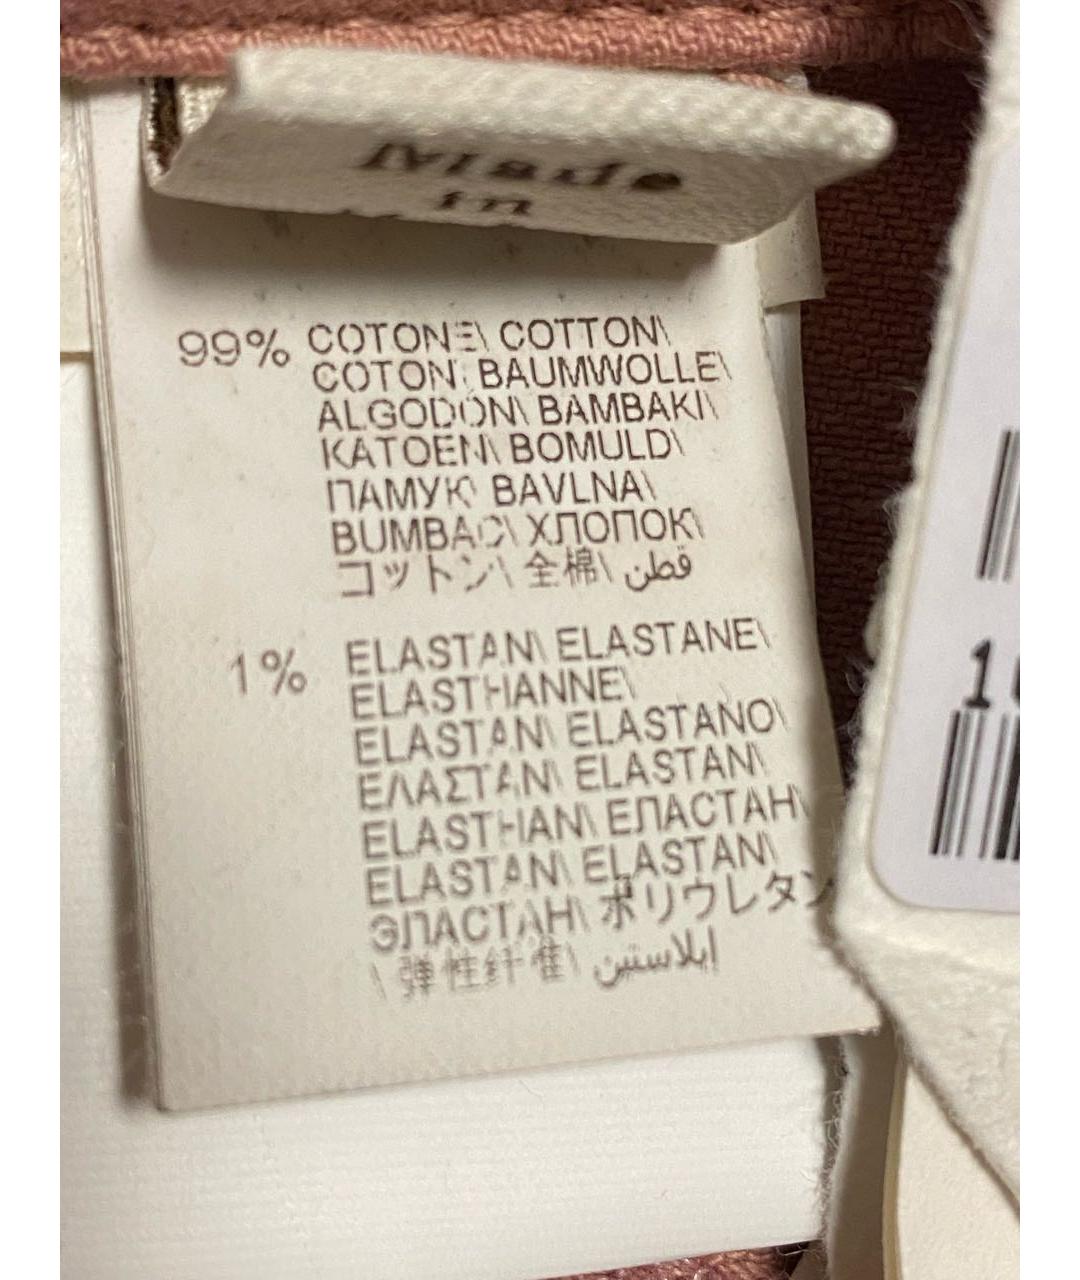 Made
in
99% COTONE\ COTTON\
COTON\ BAUMWOLLE\
ALGODÓN\ BAMBAKI\
KATOEN\ BOMULD\
ПАМУК\ BAVLNA\
BUMBAC\ ХЛОПОК\
コットン\ 全棉\ قطن
1% ELASTAN\ ELASTANE\
ELASTHANNE\
ELASTAN\ ELASTANO\
ΕΛΑΣΤΑΝ\ ELASTAN\
ELASTHAN\ ЕЛАСТАН\
ELASTAN\ ELASTAN\
ЭЛАСТАН\ ポリウレタン
\ 弹性纤维\ ايلاستين